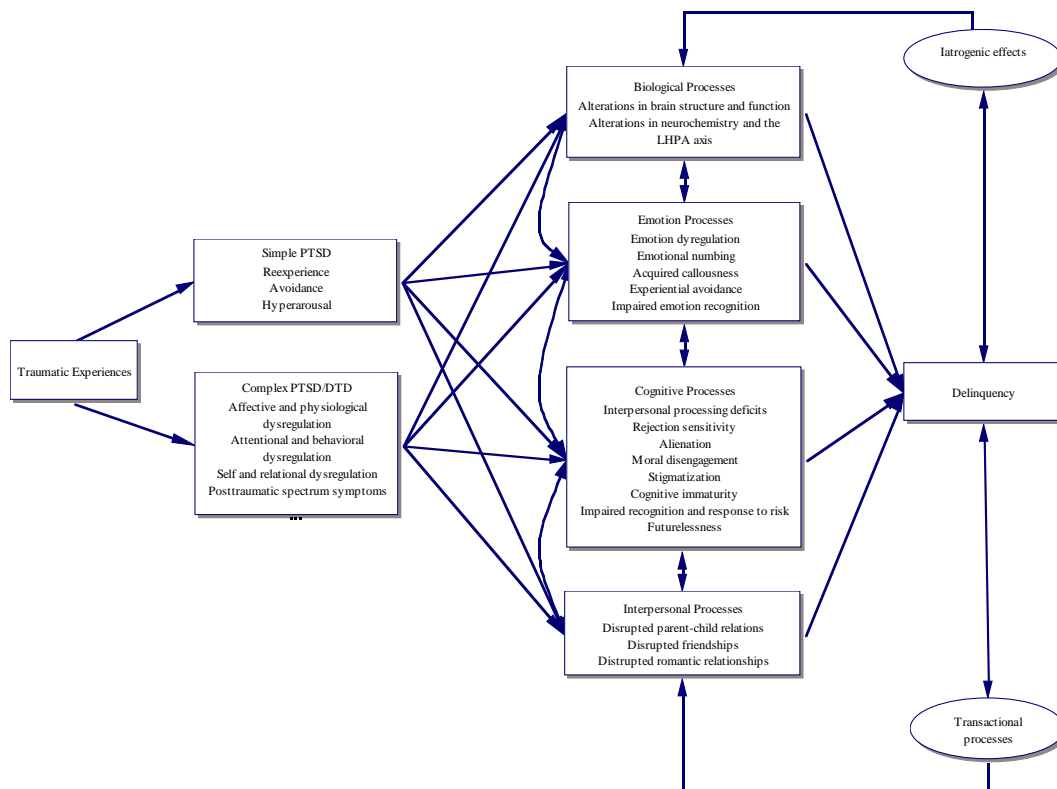 Iatrogenic effects
Biological Processes
Alterations in brain structure and function
Alterations in neurochemistry and the
LHPA axis
Emotion Processes
Emotion dyregulation
Emotional numbing
Acquired callousness
Experiential avoidance
Impaired emotion recognition
Simple PTSD
Reexperience
Avoidance
Hyperarousal
Traumatic Experiences
Complex PTSD/DTD
Affective and physiological
dysregulation
Attentional and behavioral
dysregulation
Self and relational dysregulation
Posttraumatic spectrum symptoms
...
Cognitive Processes
Interpersonal processing deficits
Rejection sensitivity
Alienation
Moral disengagement
Stigmatization
Cognitive immaturity
Impaired recognition and response to risk
Futurelessness
Delinquency
Interpersonal Processes
Disrupted parent-child relations
Disrupted friendships
Distrupted romantic relationships
Transactional
processes